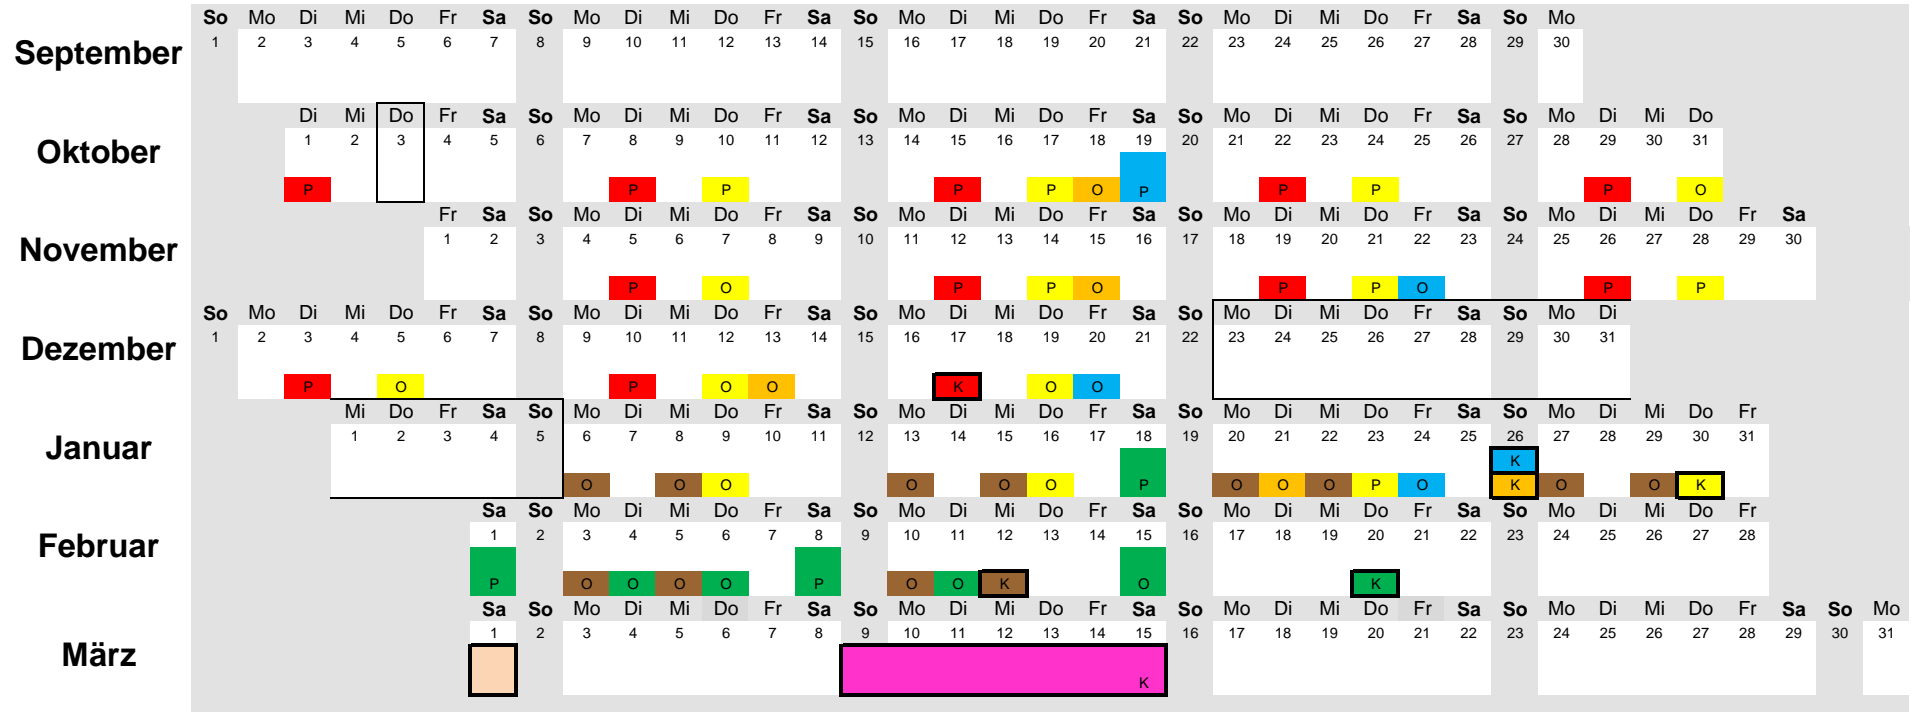 So Mo Di Mi Do Fr Sa So Mo Di Mi Do Fr Sa So Mo Di Mi Do Fr Sa So Mo Di Mi Do Fr Sa So Mo
September 1 2 3 4 5 6 7 8 9 10 11 12 13 14 15 16 17 18 19 20 21 22 23 24 25 26 27 28 29 30
Di Mi Do Fr Sa So Mo Di Mi Do Fr Sa So Mo Di Mi Do Fr Sa So Mo Di Mi Do Fr Sa So Mo Di Mi Do
Oktober 1 2 3 4 5 6 7 8 9 10 11 12 13 14 15 16 17 18 19 20 21 22 23 24 25 26 27 28 29 30 31
P P P P P O P P P P O
Fr Sa So Mo Di Mi Do Fr Sa So Mo Di Mi Do Fr Sa So Mo Di Mi Do Fr Sa So Mo Di Mi Do Fr Sa
November 1 2 3 4 5 6 7 8 9 10 11 12 13 14 15 16 17 18 19 20 21 22 23 24 25 26 27 28 29 30
P O P P O P P O P P
So Mo Di Mi Do Fr Sa So Mo Di Mi Do Fr Sa So Mo Di Mi Do Fr Sa So Mo Di Mi Do Fr Sa So Mo Di
Dezember 1 2 3 4 5 6 7 8 9 10 11 12 13 14 15 16 17 18 19 20 21 22 23 24 25 26 27 28 29 30 31
P O P O O K O O
Mi Do Fr Sa So Mo Di Mi Do Fr Sa So Mo Di Mi Do Fr Sa So Mo Di Mi Do Fr Sa So Mo Di Mi Do Fr
Januar 1 2 3 4 5 6 7 8 9 10 11 12 13 14 15 16 17 18 19 20 21 22 23 24 25 26 27 28 29 30 31
K
O O O O O O P O O O P O K O O K
Sa So Mo Di Mi Do Fr Sa So Mo Di Mi Do Fr Sa So Mo Di Mi Do Fr Sa So Mo Di Mi Do Fr
Februar 1 2 3 4 5 6 7 8 9 10 11 12 13 14 15 16 17 18 19 20 21 22 23 24 25 26 27 28
P O O O O P O O K O K
Sa So Mo Di Mi Do Fr Sa So Mo Di Mi Do Fr Sa So Mo Di Mi Do Fr Sa So Mo Di Mi Do Fr Sa So Mo
März 1 2 3 4 5 6 7 8 9 10 11 12 13 14 15 16 17 18 19 20 21 22 23 24 25 26 27 28 29 30 31
K